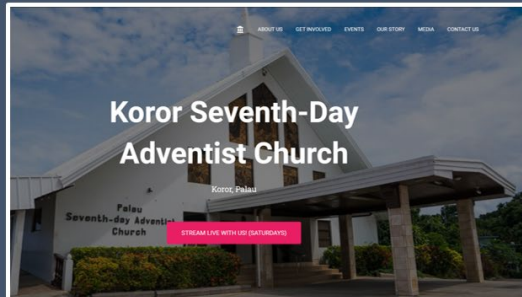 ABOUT US GET INVOLVED EVENTS OUR STORY MEDIA CONTACT US
Koror Seventh-Day
Adventist Church
Koror, Palau
Palau
Seventh-day Adventist
Church
STREAM LIVE WITH US! (SATURDAYS)